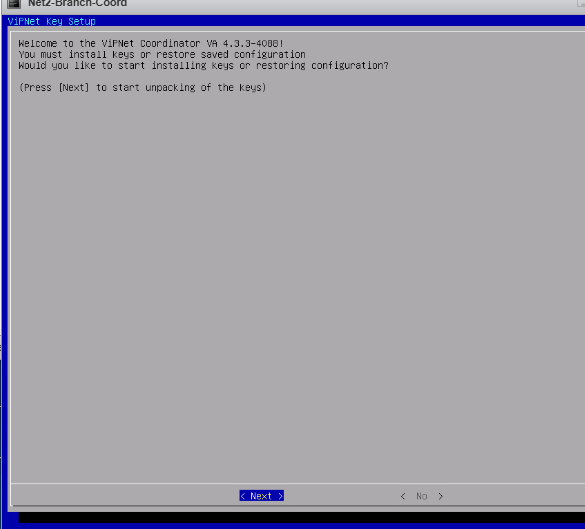 Net2-Branch-Coord
ViPNet Key Setup
Welcome to the ViPNet Coordinator VA 4.3.3-4088!
You must install keys or restore saved configuration
Would you like to start installing keys or restoring configuration?
(Press [Next] to start unpacking of the keys)
< Next >
< No >